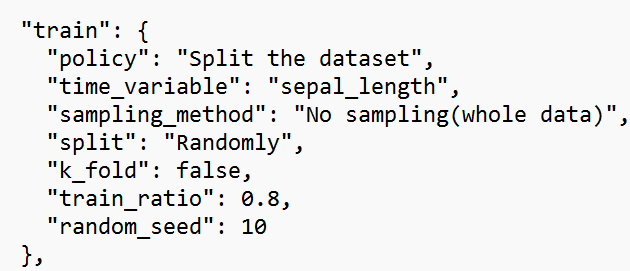 "train": {
"policy": "Split the dataset",
"time_variable": "sepal_length",
"sampling_method": "No sampling(whole data)",
"split": "Randomly",
"k_fold": false,
"train_ratio": 0.8,
"random_seed": 10
},